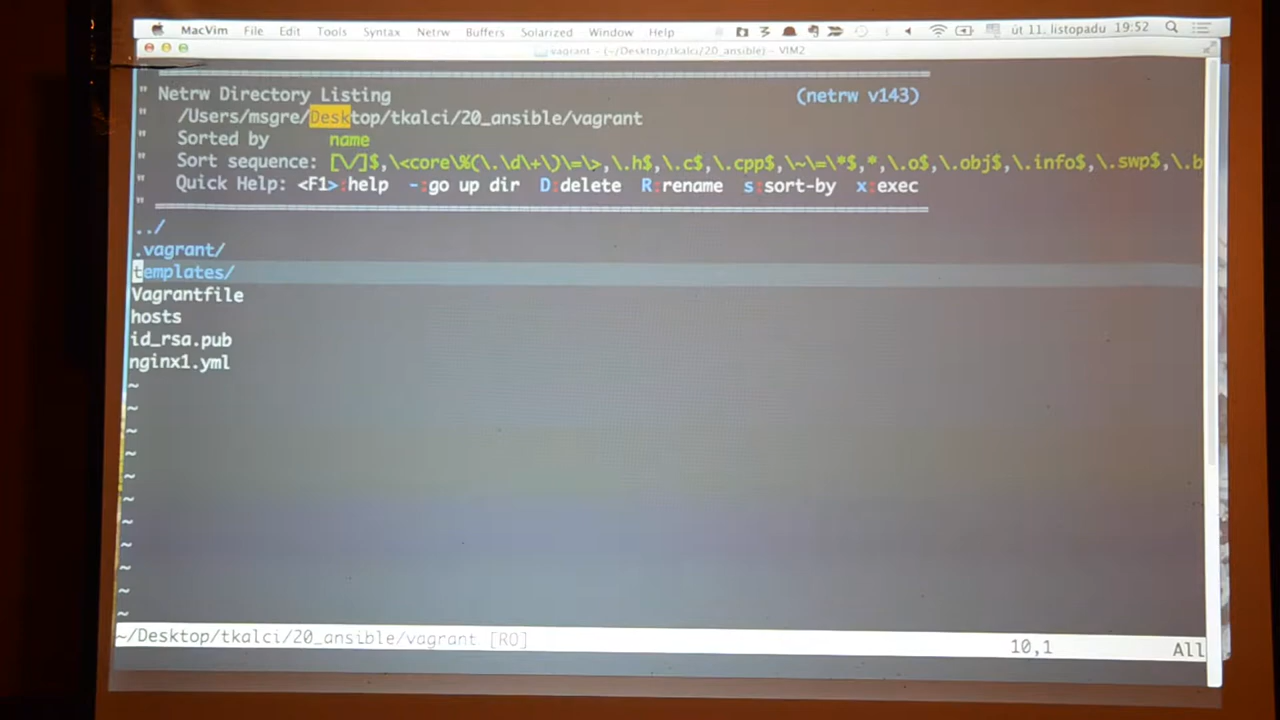 MacVim File Edit Tools Syntax Netrw Buffers Solarized Window Help út 11. listopadu 19:52
vagrant - (~/Desktop/tkalci/20_ansible) - VIM2
" Netrw Directory Listing (netrw v143)
" /Users/msgre/Desktop/tkalci/20_ansible/vagrant
" Sorted by name
" Sort sequence: [\/]$,\<core\%(\.\d\+\)\=\>,\.h$,\.c$,\.cpp$,\~\=\*$,*,\.o$,\.obj$,\.info$,\.swp$,\.b
" Quick Help: <F1>:help -:go up dir D:delete R:rename s:sort-by x:exec
"
../
.vagrant/
templates/
Vagrantfile
hosts
id_rsa.pub
nginx1.yml
~
~
~
~
~
~
~
~
~
~
~
~/Desktop/tkalci/20_ansible/vagrant [RO] 10,1 All